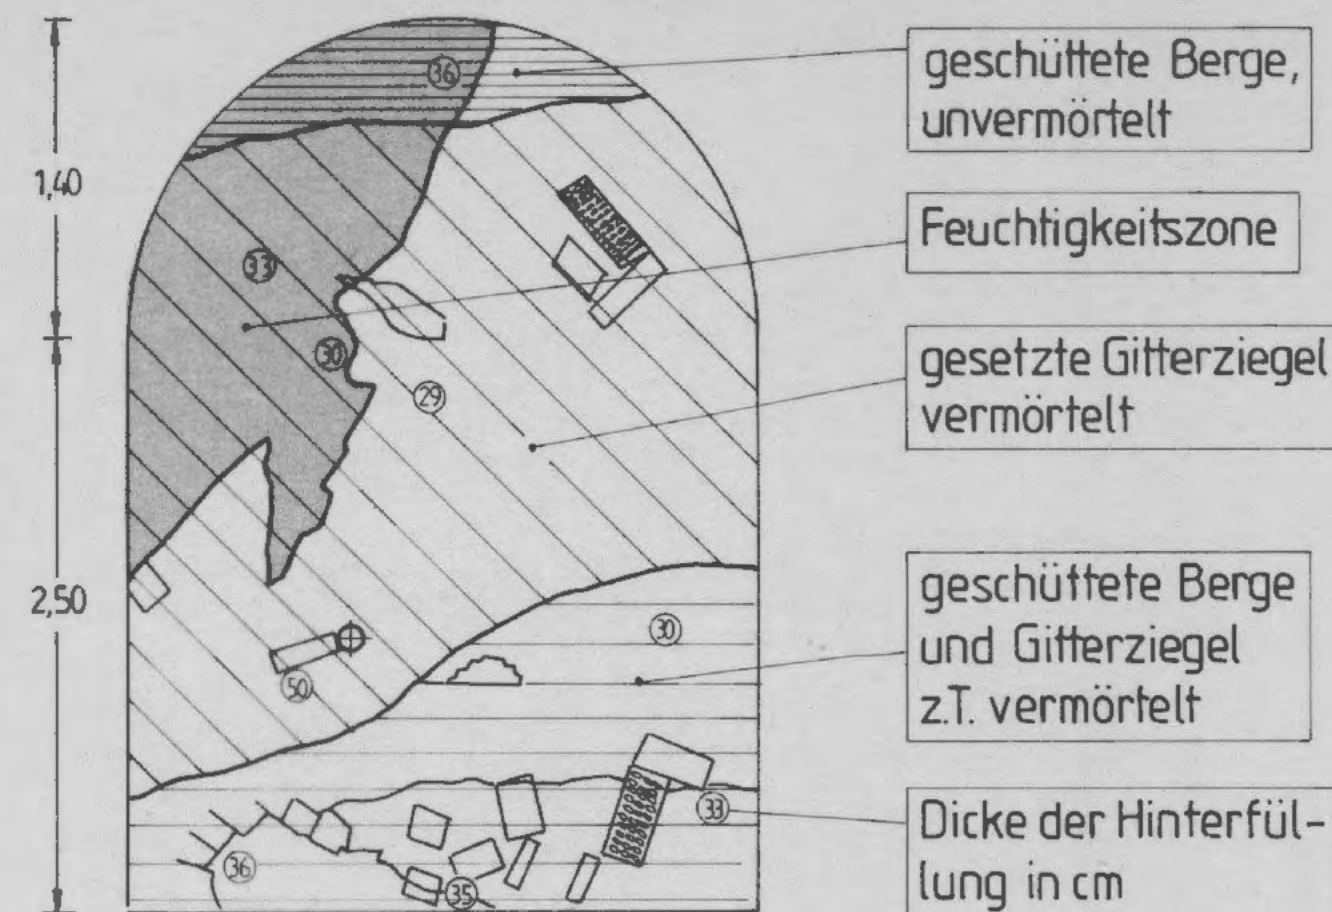 geschüttete Berge,
unvermörtelt
36
1,40
Feuchtigkeitszone
33
gesetzte Gitterziegel
vermörtelt
30
29
geschüttete Berge
und Gitterziegel
z.T. vermörtelt
2,50
30
50
Dicke der Hinterfül-
lung in cm
33
36
35